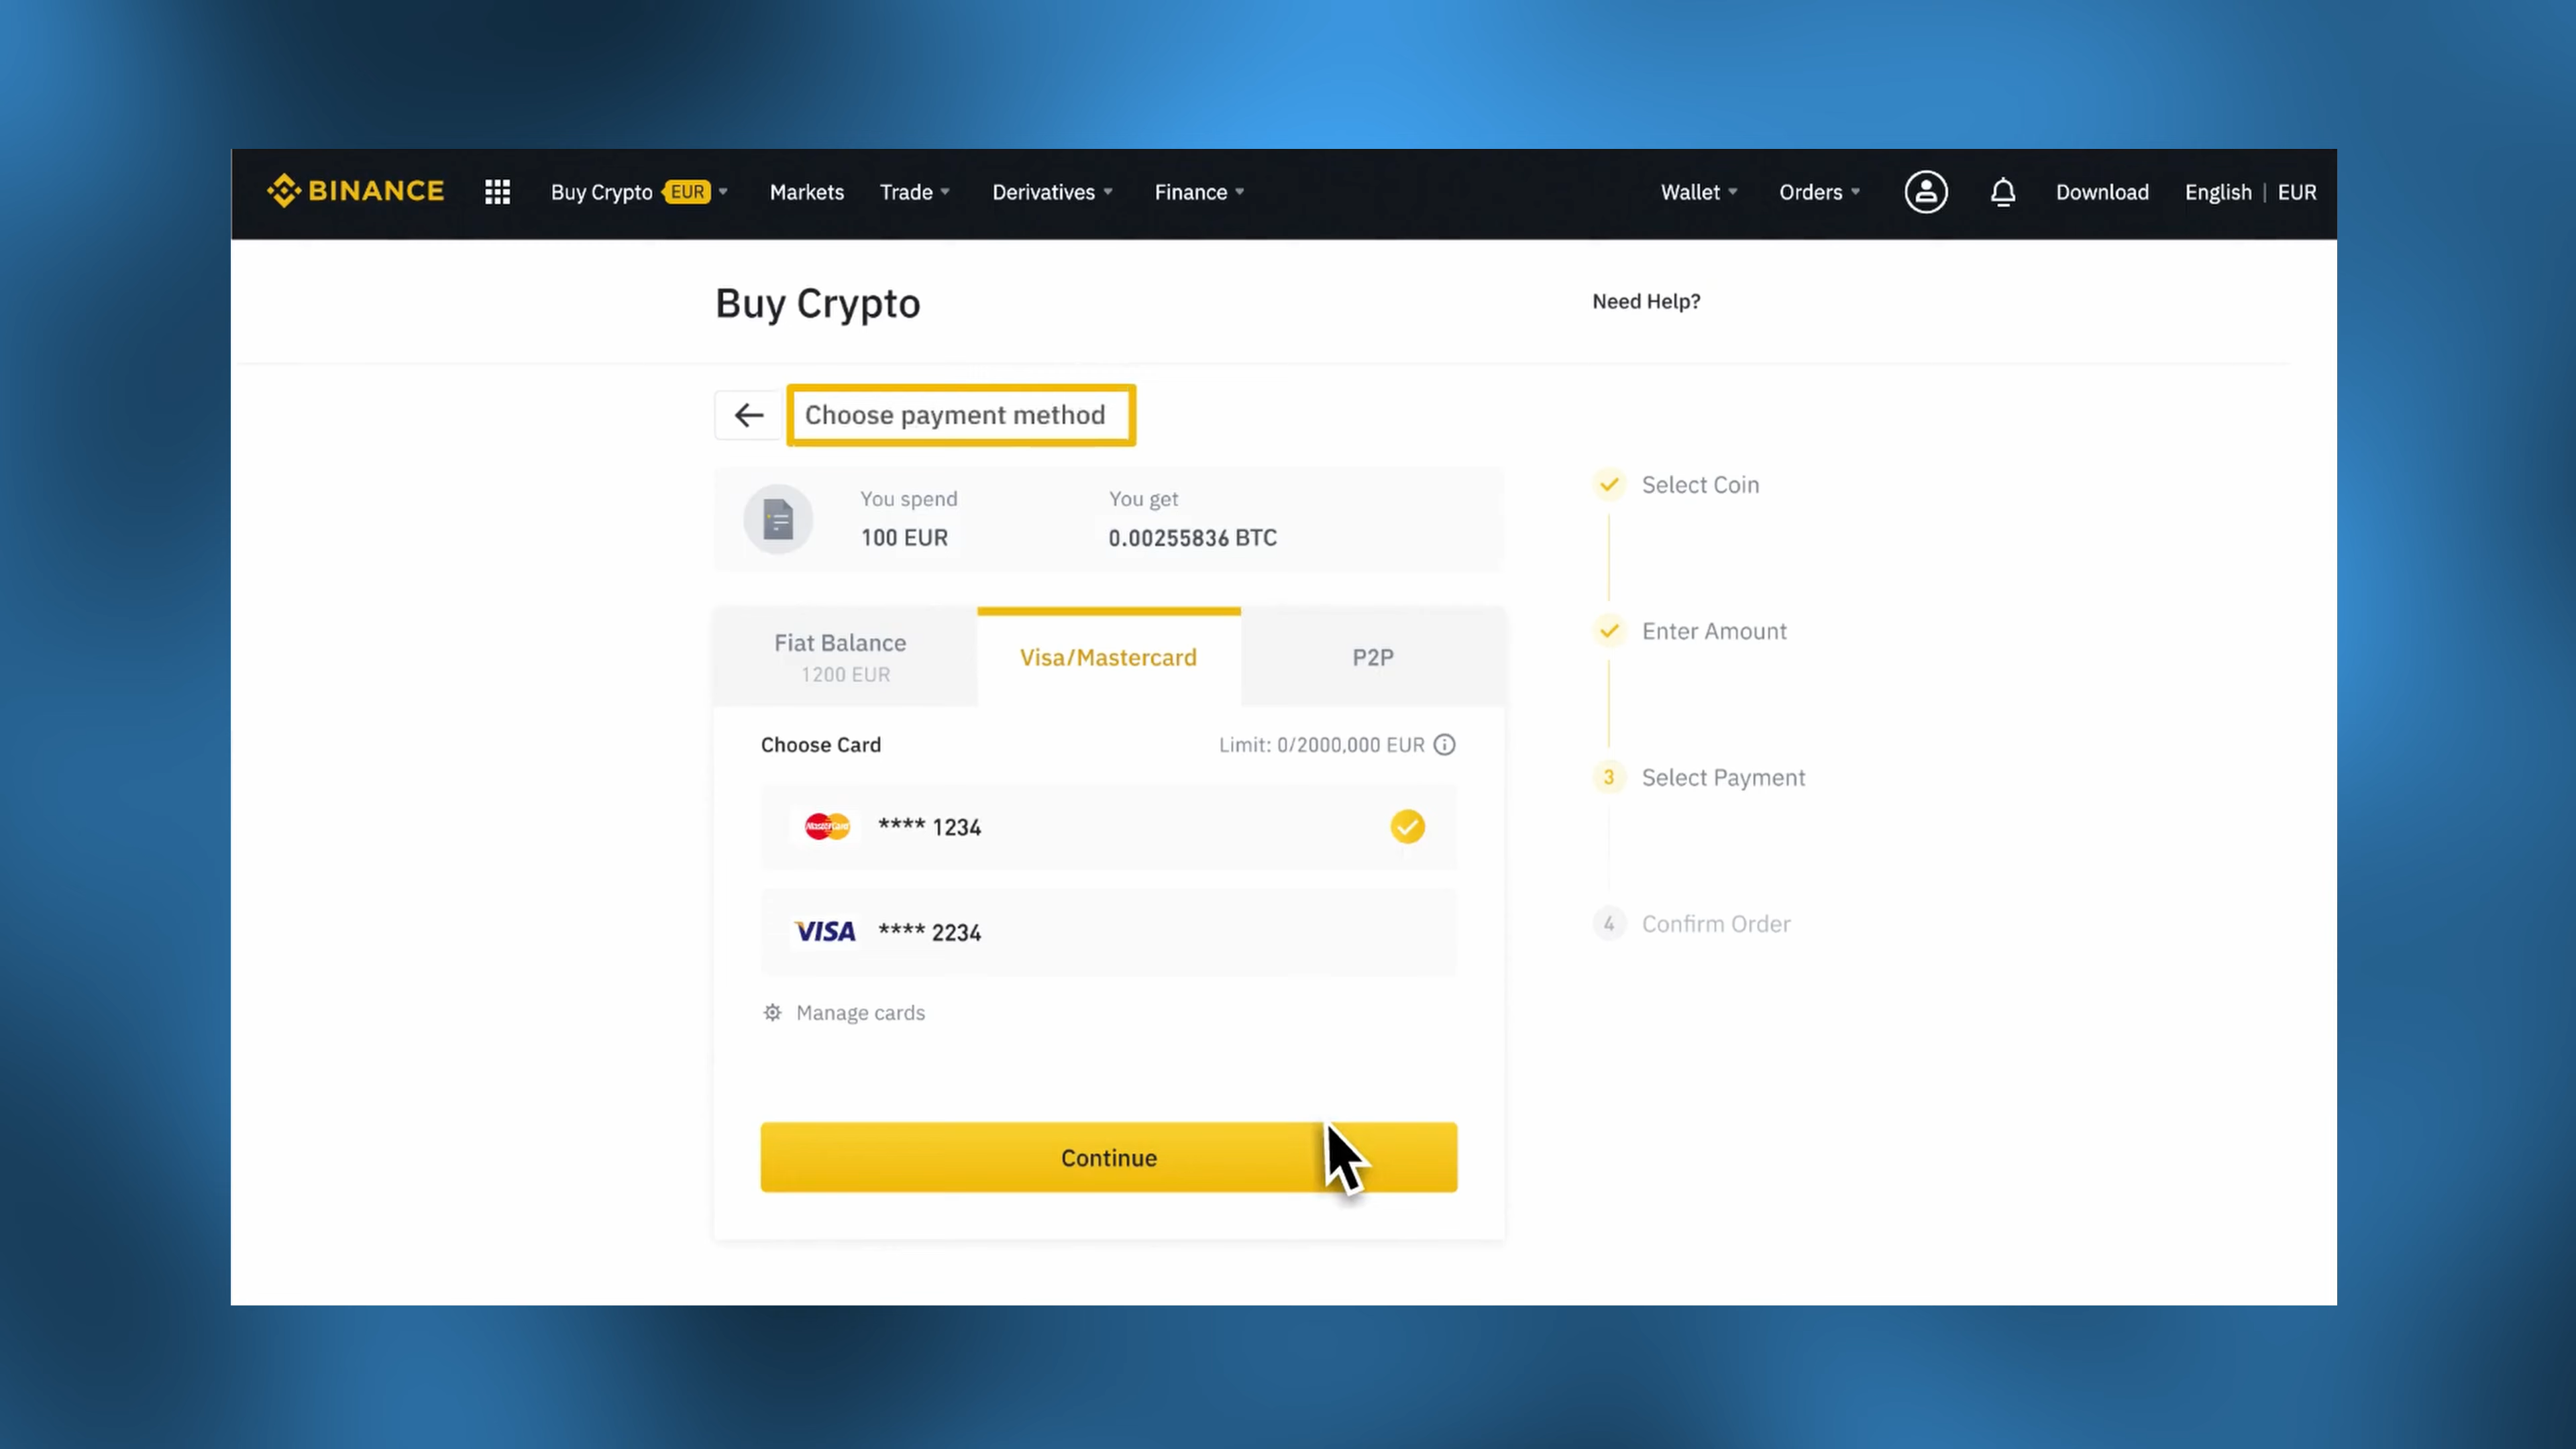 BINANCE Buy Crypto EUR Markets Trade Derivatives Finance Wallet Orders Download English | EUR
Buy Crypto
Need Help?
Choose payment method
You spend You get
100 EUR 0.00255836 BTC
Fiat Balance
1200 EUR
Visa/Mastercard
P2P
Choose Card Limit: 0/2000,000 EUR
MasterCard **** 1234
VISA **** 2234
Manage cards
Continue
Select Coin
Enter Amount
3 Select Payment
4 Confirm Order